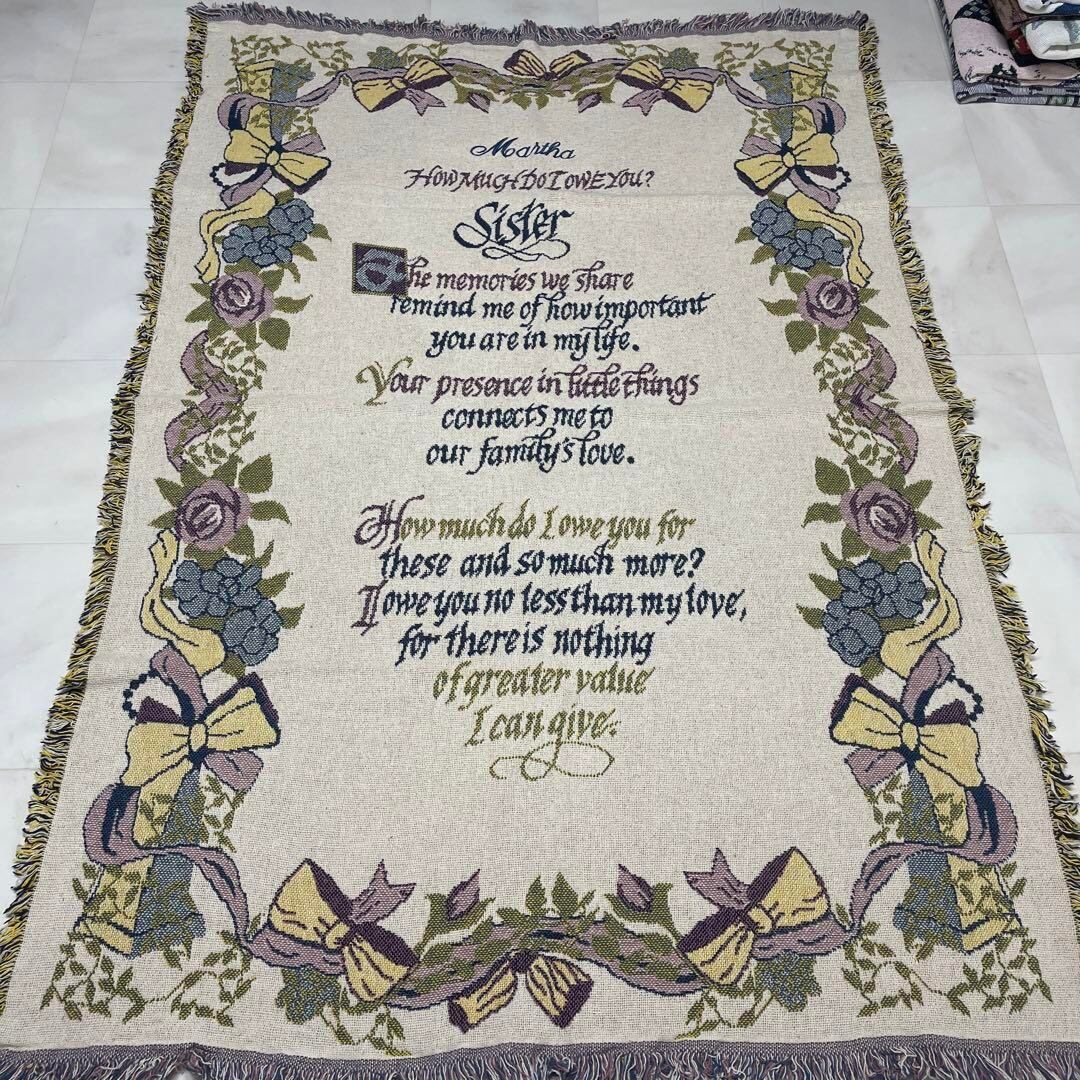 Martha
HOW MUCH DO I OWE YOU?
Sister
The memories we share
remind me of how important
you are in my life.
Your presence in little things
connects me to
our family's love.
How much do I owe you for
these and so much more?
I owe you no less than my love,
for there is nothing
of greater value
I can give.